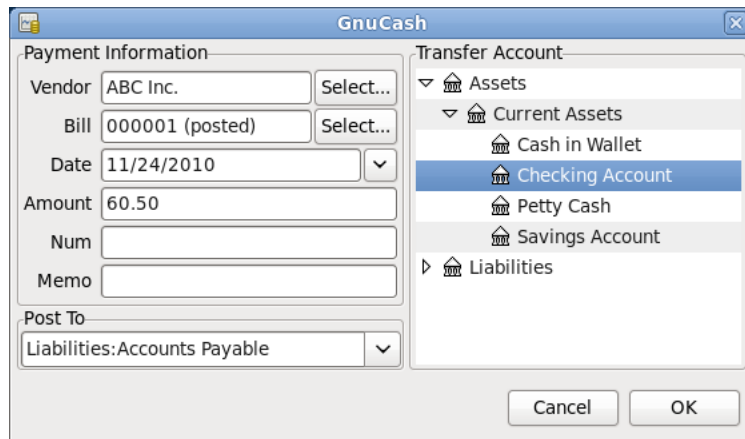 GnuCash
Payment Information
Vendor ABC Inc. Select...
Bill 000001 (posted) Select...
Date 11/24/2010
Amount 60.50
Num
Memo
Post To
Liabilities:Accounts Payable
Transfer Account
Assets
Current Assets
Cash in Wallet
Checking Account
Petty Cash
Savings Account
Liabilities
Cancel OK